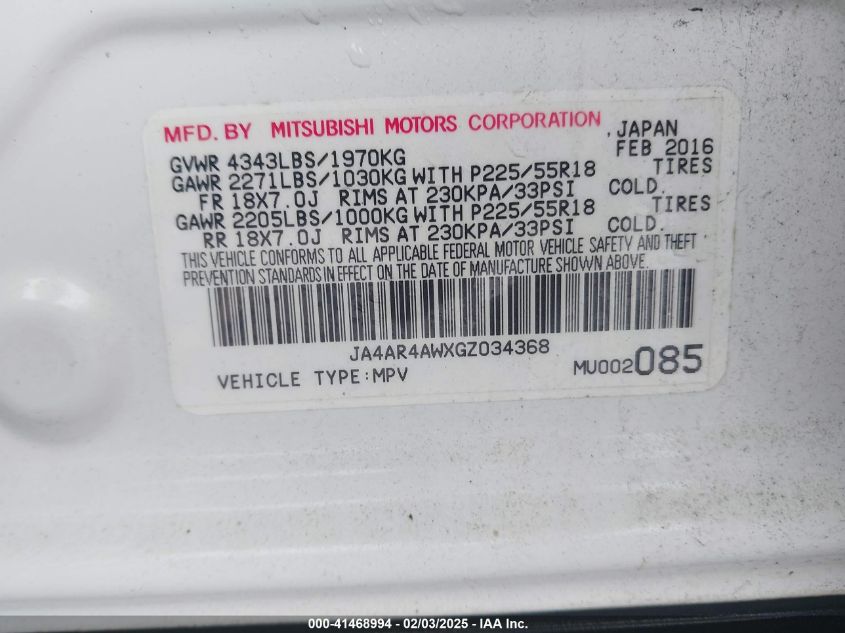 MFD. BY MITSUBISHI MOTORS CORPORATION , JAPAN
GVWR 4343LBS/1970KG FEB 2016
GAWR 2271LBS/1030KG WITH P225/55R18 TIRES
FR 18X7.0J RIMS AT 230KPA/33PSI COLD.
GAWR 2205LBS/1000KG WITH P225/55R18 TIRES
RR 18X7.0J RIMS AT 230KPA/33PSI COLD.
THIS VEHICLE CONFORMS TO ALL APPLICABLE FEDERAL MOTOR VEHICLE SAFETY AND THEFT
PREVENTION STANDARDS IN EFFECT ON THE DATE OF MANUFACTURE SHOWN ABOVE.
JA4AR4AWXGZ034368
VEHICLE TYPE:MPV MU002085
000-41468994 - 02/03/2025 - IAA Inc.